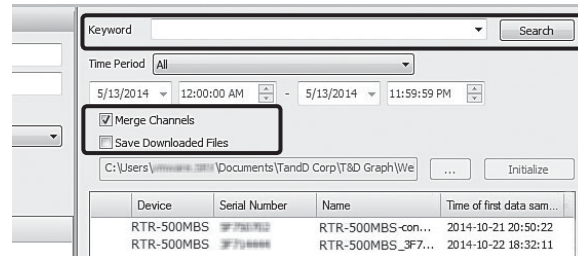 Keyword Search
Time Period All
5/13/2014 12:00:00 AM - 5/13/2014 11:59:59 PM
Merge Channels
Save Downloaded Files
C:\Users\ \Documents\TandD Corp\T&D Graph\We ... Initialize
Device Serial Number Name Time of first data sam...
RTR-500MBS RTR-500MBS-con... 2014-10-21 20:50:22
RTR-500MBS RTR-500MBS_3F7... 2014-10-22 18:32:11